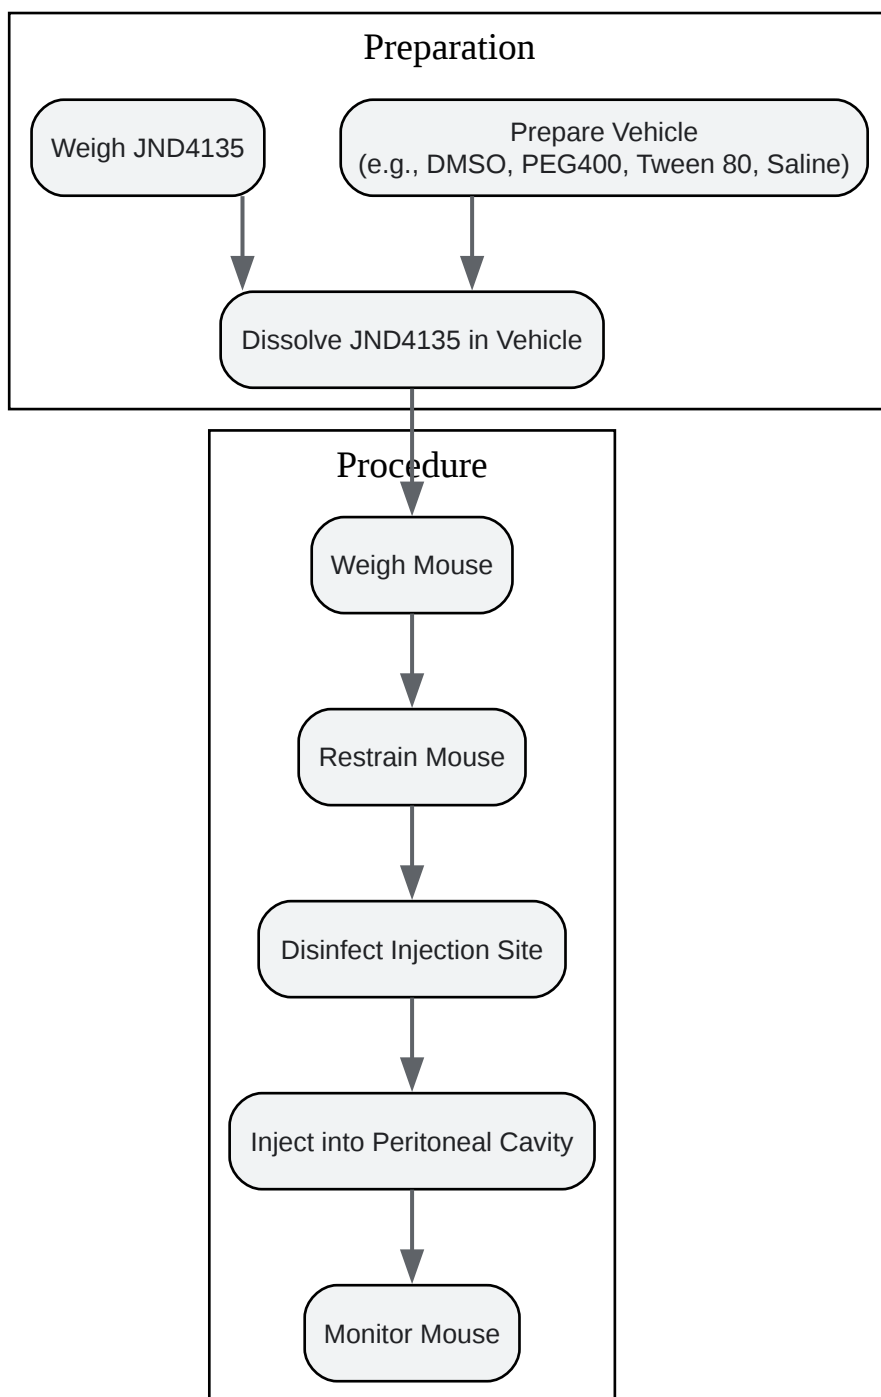 Preparation
Weigh JND4135
Prepare Vehicle
(e.g., DMSO, PEG400, Tween 80, Saline)
Dissolve JND4135 in Vehicle
Procedure
Weigh Mouse
Restrain Mouse
Disinfect Injection Site
Inject into Peritoneal Cavity
Monitor Mouse